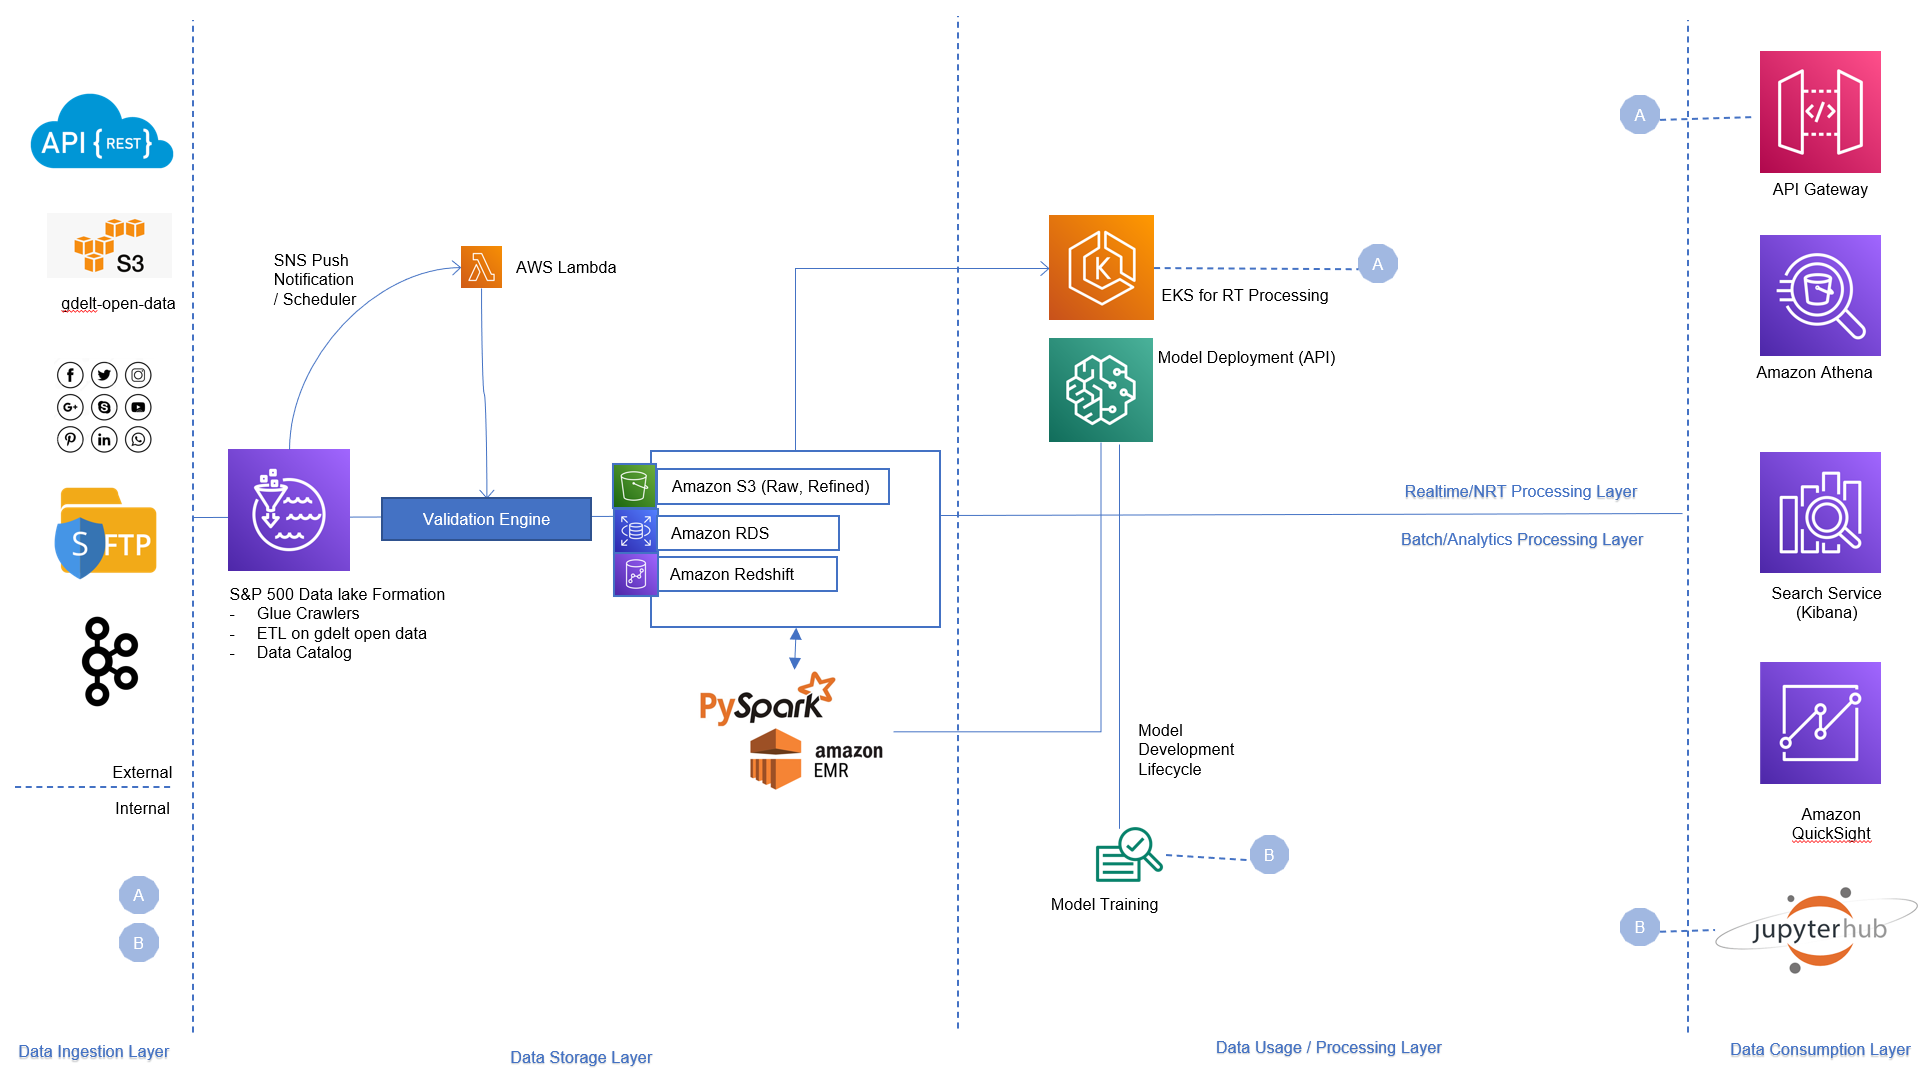 API {REST}
S3
gdelt-open-data
SFTP
External
Internal
A
B
Data Ingestion Layer
SNS Push
Notification
/ Scheduler
AWS Lambda
Validation Engine
S&P 500 Data lake Formation
- Glue Crawlers
- ETL on gdelt open data
- Data Catalog
Amazon S3 (Raw, Refined)
Amazon RDS
Amazon Redshift
PySpark
amazon
EMR
Data Storage Layer
K
EKS for RT Processing
A
Model Deployment (API)
Realtime/NRT Processing Layer
Batch/Analytics Processing Layer
Model
Development
Lifecycle
B
Model Training
Data Usage / Processing Layer
A
</>
API Gateway
Amazon Athena
Search Service
(Kibana)
Amazon
QuickSight
B
jupyterhub
Data Consumption Layer